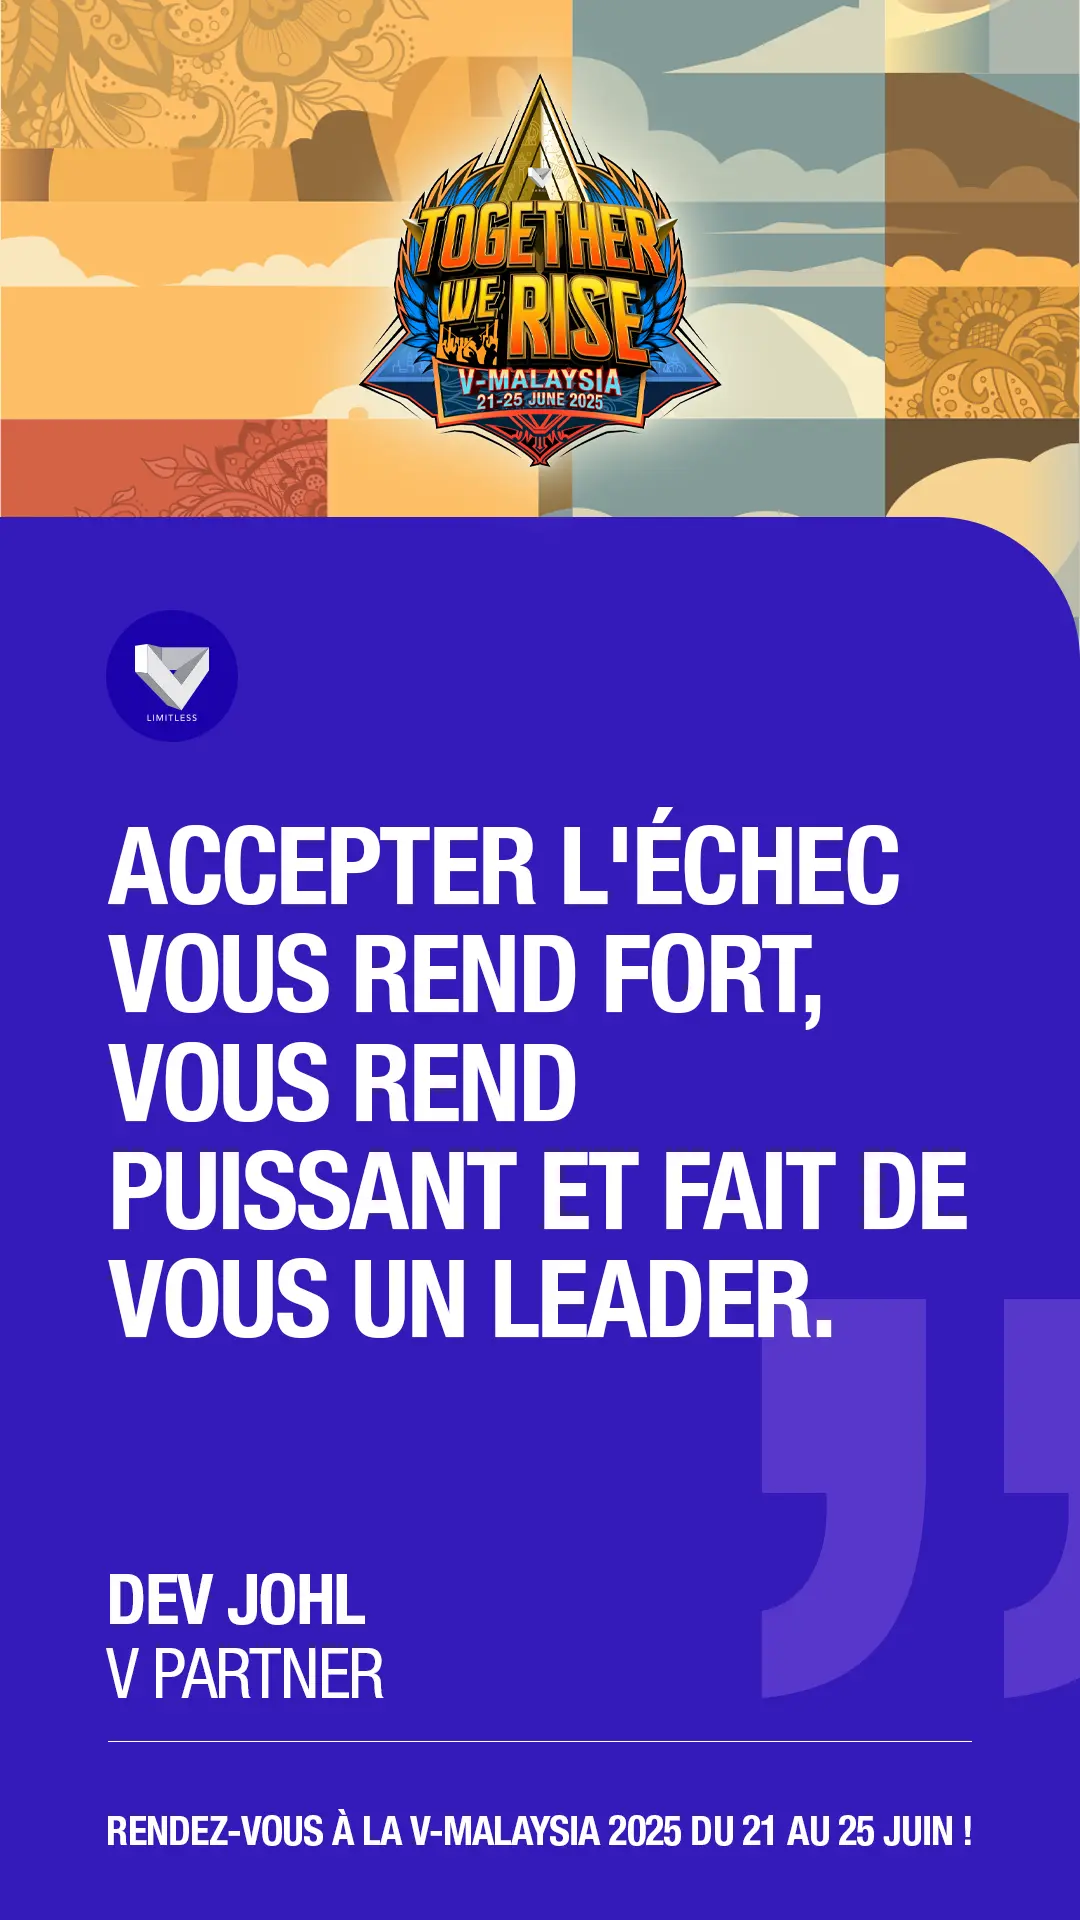 TOGETHER
WE RISE
V-MALAYSIA
21-25 JUNE 2025
LIMITLESS
ACCEPTER L'ÉCHEC
VOUS REND FORT,
VOUS REND
PUISSANT ET FAIT DE
VOUS UN LEADER.
DEV JOHL
V PARTNER
RENDEZ-VOUS À LA V-MALAYSIA 2025 DU 21 AU 25 JUIN !